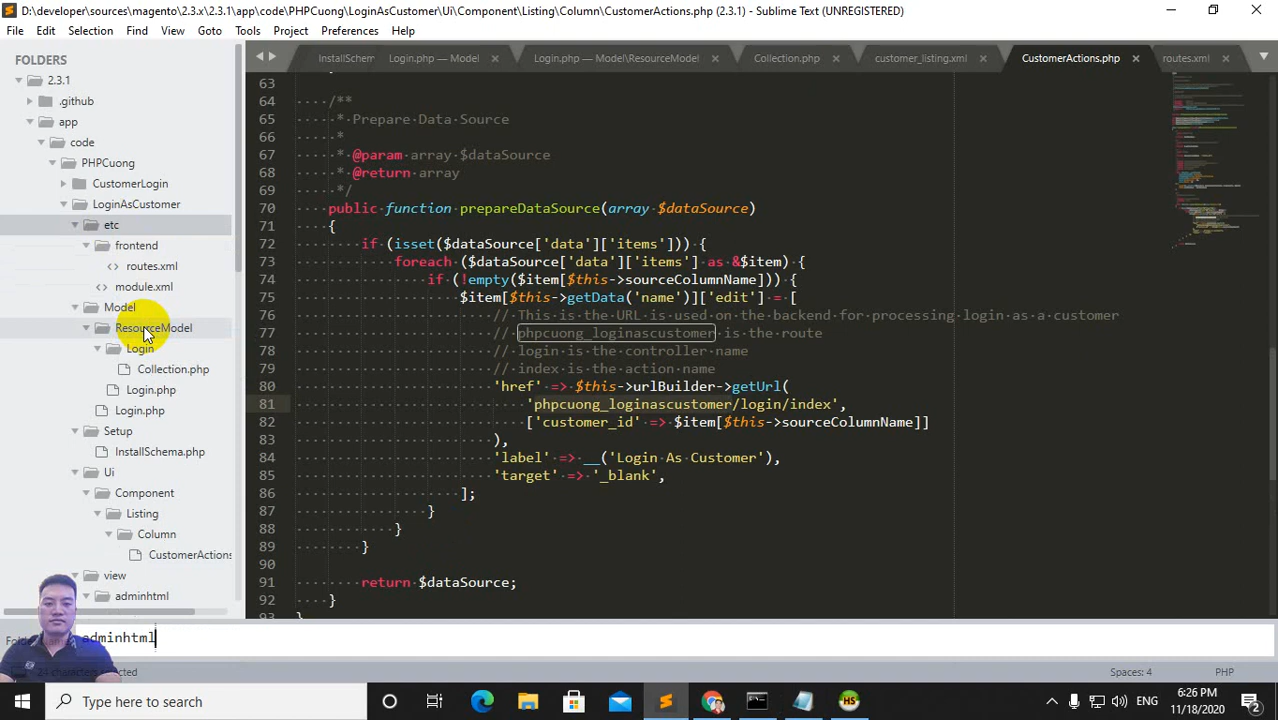 D:\developer\sources\magento\2.3.x\2.3.1\app\code\PHPCuong\LoginAsCustomer\Ui\Component\Listing\Column\CustomerActions.php (2.3.1) - Sublime Text (UNREGISTERED)
File Edit Selection Find View Goto Tools Project Preferences Help
FOLDERS
2.3.1
.github
app
code
PHPCuong
CustomerLogin
LoginAsCustomer
etc
frontend
routes.xml
module.xml
Model
ResourceModel
Login
Collection.php
Login.php
Login.php
Setup
InstallSchema.php
Ui
Component
Listing
Column
CustomerActions
view
adminhtml
InstallSchem Login.php — Model Login.php — Model\ResourceModel Collection.php customer_listing.xml CustomerActions.php routes.xml
63
64 ····/**
65 ·····*·Prepare·Data·Source
66 ·····*
67 ·····*·@param·array·$dataSource
68 ·····*·@return·array
69 ·····*/
70 ····public·function·prepareDataSource(array·$dataSource)
71 ····{
72 ········if·(isset($dataSource['data']['items']))·{
73 ············foreach·($dataSource['data']['items']·as·&$item)·{
74 ················if·(!empty($item[$this->sourceColumnName]))·{
75 ····················$item[$this->getData('name')]['edit']·=·[
76 ························//·This·is·the·URL·is·used·on·the·backend·for·processing·login·as·a·customer
77 ························//·phpcuong_loginascustomer·is·the·route
78 ························//·login·is·the·controller·name
79 ························//·index·is·the·action·name
80 ························'href'·=>·$this->urlBuilder->getUrl(
81 ····························'phpcuong_loginascustomer/login/index',
82 ····························['customer_id'·=>·$item[$this->sourceColumnName]]
83 ························),
84 ························'label'·=>·__('Login·As·Customer'),
85 ························'target'·=>·'_blank',
86 ····················];
87 ················}
88 ············}
89 ········}
90
91 ········return·$dataSource;
92 ····}
93 }
adminhtml
24 characters selected Spaces: 4 PHP
Type here to search
ENG
6:26 PM
11/18/2020
2